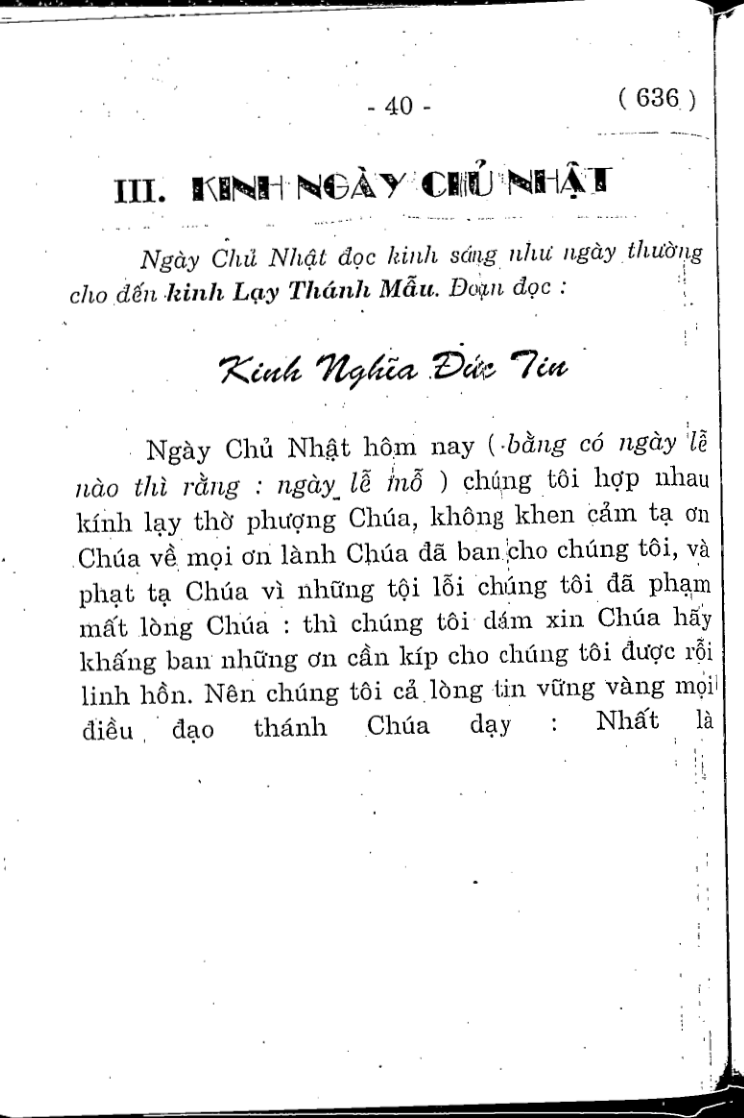 - 40 -
( 636 )
III. KINH NGÀY CHỦ NHẬT
Ngày Chủ Nhật đọc kinh sáng như ngày thường
cho đến kinh Lạy Thánh Mẫu. Đoạn đọc :
Kinh Nghĩa Đức Tin
Ngày Chủ Nhật hôm nay ( bằng có ngày lễ
nào thì rằng : ngày lễ mỗ ) chúng tôi hợp nhau
kính lạy thờ phượng Chúa, không khen cảm tạ ơn
Chúa về mọi ơn lành Chúa đã ban cho chúng tôi, và
phạt tạ Chúa vì những tội lỗi chúng tôi đã phạm
mất lòng Chúa : thì chúng tôi dám xin Chúa hãy
khấng ban những ơn cần kíp cho chúng tôi được rỗi
linh hồn. Nên chúng tôi cả lòng tin vững vàng mọi
điều đạo thánh Chúa dạy : Nhất là